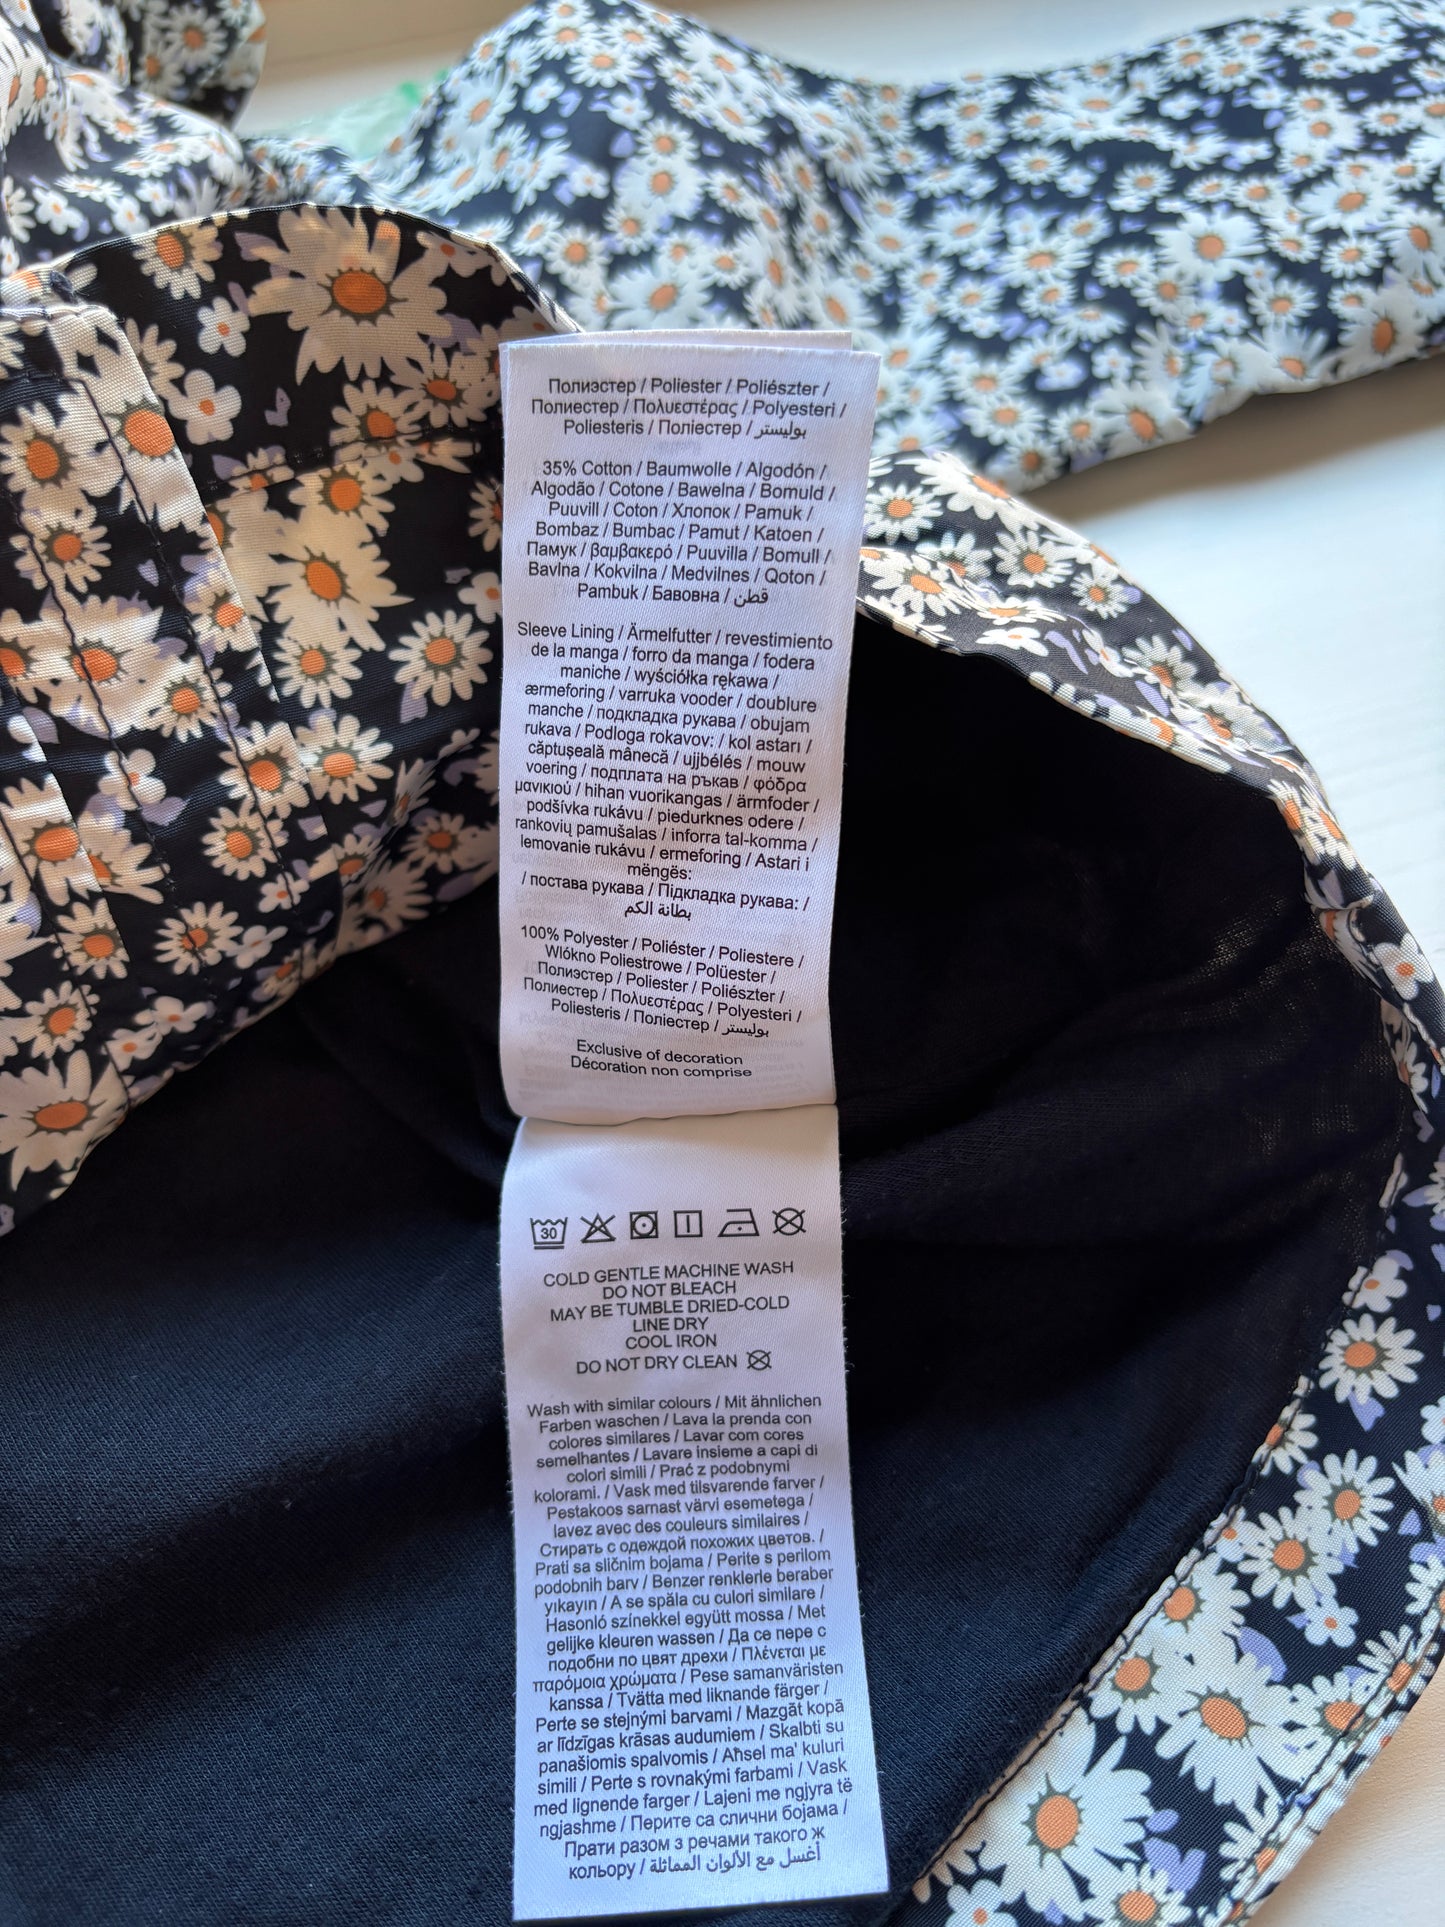 Полиэстер / Poliester / Poliészter /
Полиестер / Πολυεστέρας / Polyesteri /
Poliesteris / Поліестер / بوليستر
35% Cotton / Baumwolle / Algodón /
Algodão / Cotone / Bawełna / Bomuld /
Puuvill / Coton / Хлопок / Pamuk /
Bombaz / Bumbac / Pamut / Katoen /
Памук / βαμβακερό / Puuvilla / Bomull /
Bavlna / Kokvilna / Medvilnes / Qoton /
Pambuk / Бавовна / قطن
Sleeve Lining / Ärmelfutter / revestimiento
de la manga / forro da manga / fodera
maniche / wyściółka rękawa /
ærmeforing / varruka vooder / doublure
manche / подкладка рукава / obujam
rukava / Podloga rokavov: / kol astarı /
căptușeală mânecă / ujjbélés / mouw
voering / подплата на ръкав / φόδρα
μανικιού / hihan vuorikangas / ärmfoder /
podšívka rukávu / piedurknes odere /
rankovių pamušalas / inforra tal-komma /
lemovanie rukávu / ermeforing / Astari i
mëngës:
/ постава рукава / Підкладка рукава: /
بطانة الكم
100% Polyester / Poliéster / Poliestere /
Wlókno Poliestrowe / Polüester /
Полиэстер / Poliester / Poliészter /
Полиестер / Πολυεστέρας / Polyesteri /
Poliesteris / Поліестер / بوليستر
Exclusive of decoration
Décoration non comprise
30
COLD GENTLE MACHINE WASH
DO NOT BLEACH
MAY BE TUMBLE DRIED-COLD
LINE DRY
COOL IRON
DO NOT DRY CLEAN
Wash with similar colours / Mit ähnlichen
Farben waschen / Lava la prenda con
colores similares / Lavar com cores
semelhantes / Lavare insieme a capi di
colori simili / Prać z podobnymi
kolorami. / Vask med tilsvarende farver /
Pestakoos sarnast värvi esemetega /
lavez avec des couleurs similaires /
Стирать с одеждой похожих цветов. /
Prati sa sličnim bojama / Perite s perilom
podobnih barv / Benzer renklerle beraber
yıkayın / A se spăla cu culori similare /
Hasonló színekkel együtt mossa / Met
gelijke kleuren wassen / Да се пере с
подобни по цвят дрехи / Πλένεται με
παρόμοια χρώματα / Pese samanväristen
kanssa / Tvätta med liknande färger /
Perte se stejnými barvami / Mazgāt kopā
ar līdzīgas krāsas audumiem / Skalbti su
panašiomis spalvomis / Aħsel ma' kuluri
simili / Perte s rovnakými farbami / Vask
med lignende farger / Lajeni me ngjyra të
ngjashme / Перите са слични бојама /
Прати разом з речами такого ж
кольору / أغسل مع الألوان المماثلة